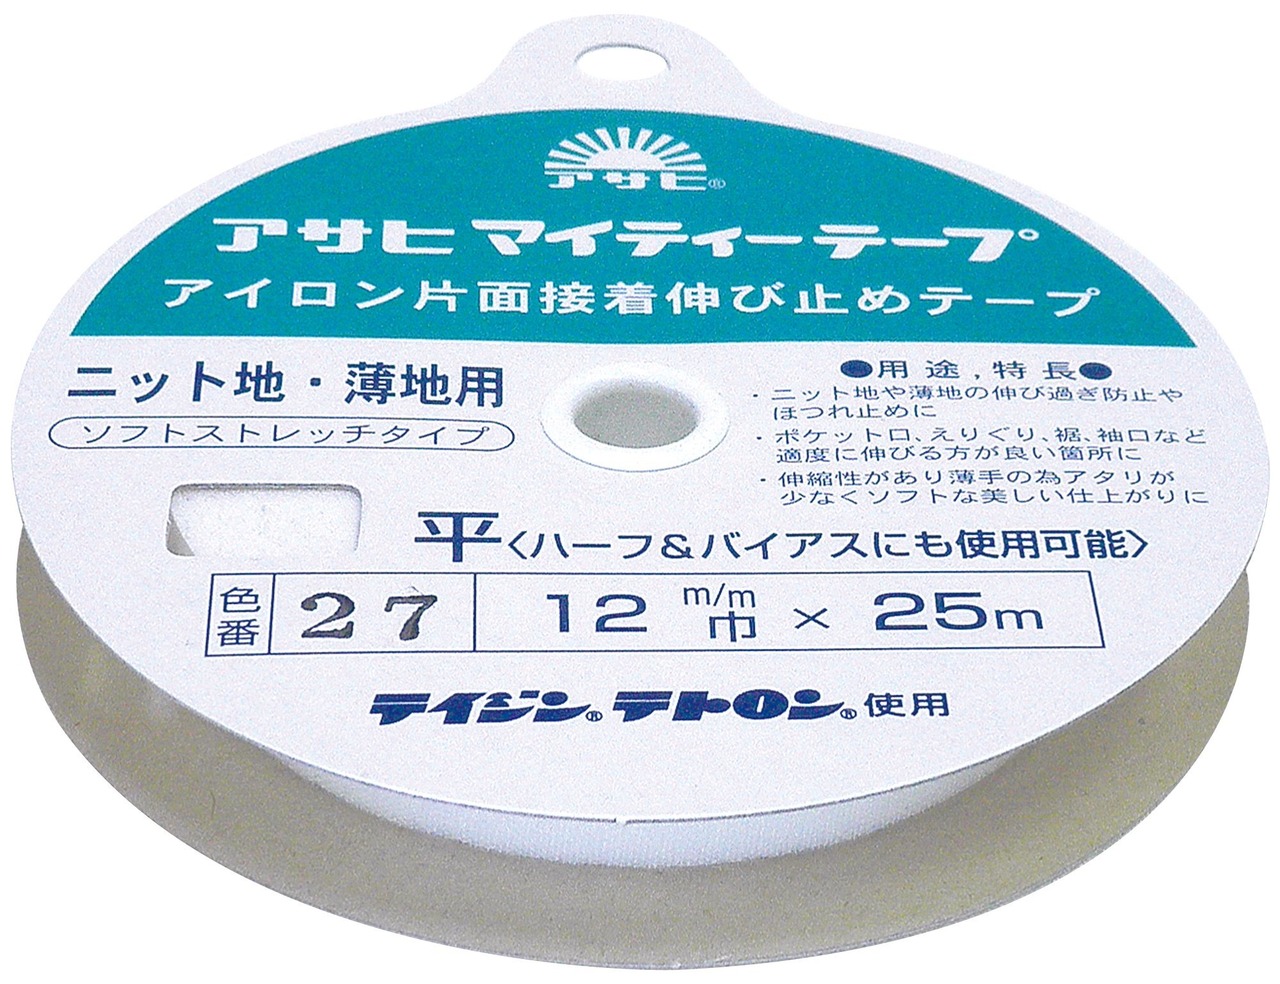 アサヒ®
アサヒ マイティーテープ
アイロン片面接着伸び止めテープ
ニット地・薄地用
ソフトストレッチタイプ
●用途,特長●
・ニット地や薄地の伸び過ぎ防止や
ほつれ止めに
・ポケット口、えりぐり、裾、袖口など
適度に伸びる方が良い箇所に
・伸縮性があり薄手の為アタリが
少なくソフトな美しい仕上がりに
平〈ハーフ&バイアスにも使用可能〉
色番 27 12 m/m巾 × 25m
テイジン®テトロン®使用